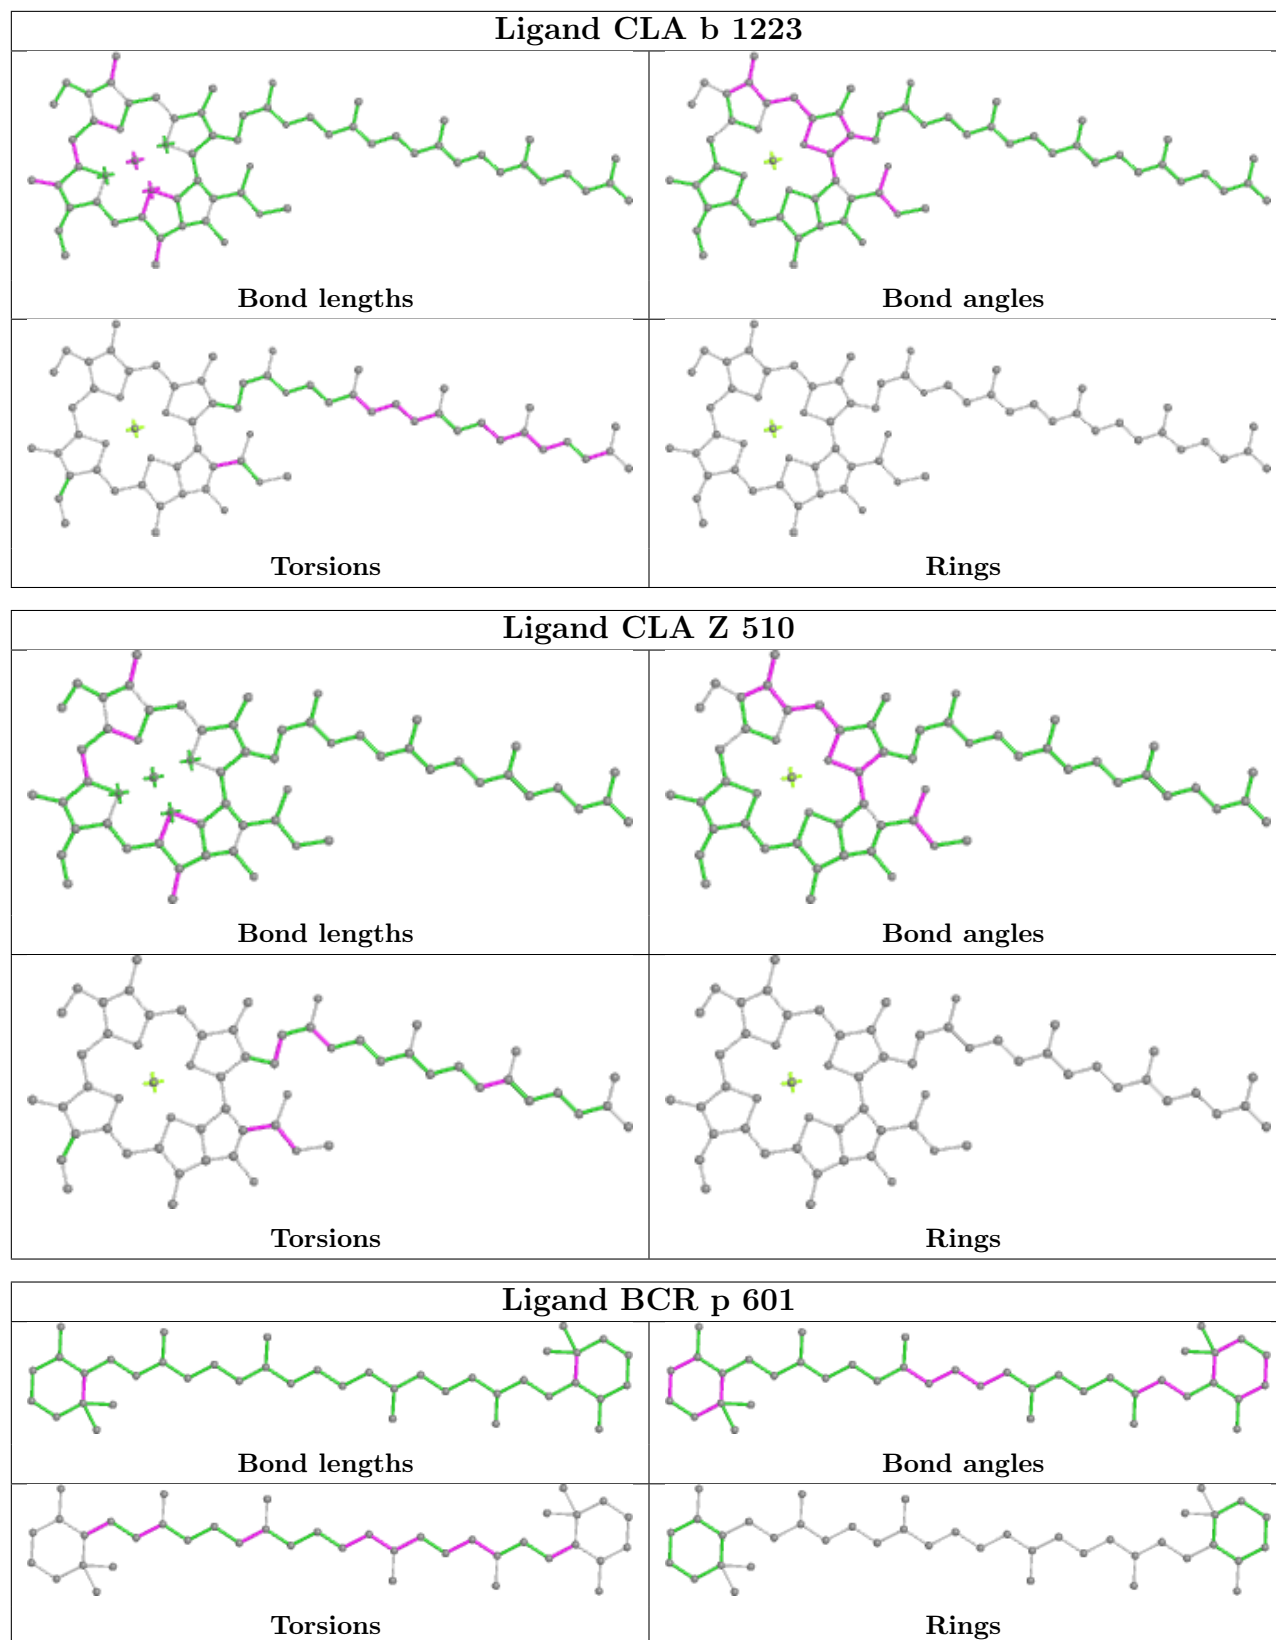 Ligand CLA b 1223
Bond lengths
Bond angles
Torsions
Rings
Ligand CLA Z 510
Bond lengths
Bond angles
Torsions
Rings
Ligand BCR p 601
Bond lengths
Bond angles
Torsions
Rings